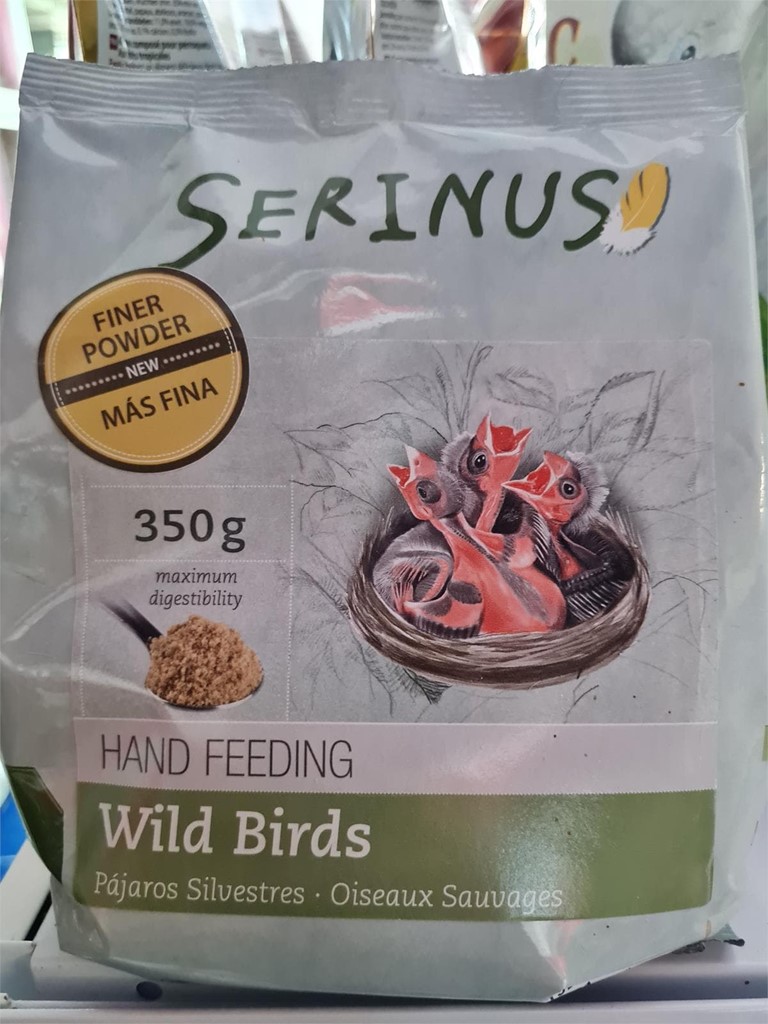 SERINUS
FINER
POWDER
NEW
MÁS FINA
350g
maximum
digestibility
HAND FEEDING
Wild Birds
Pájaros Silvestres · Oiseaux Sauvages